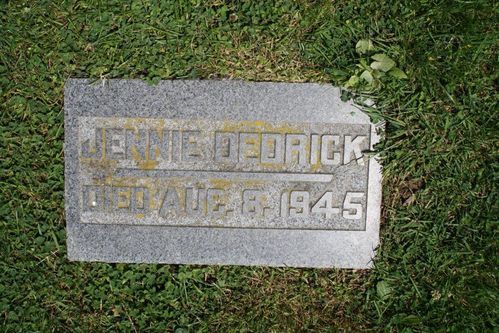 JENNIE DEDRICK
DIED AUG. 8, 1945